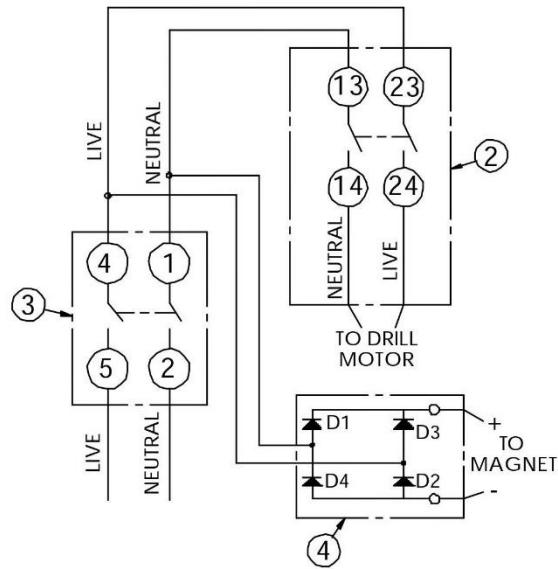 LIVE
NEUTRAL
13
23
14
24
2
NEUTRAL
LIVE
TO DRILL
MOTOR
4
1
3
5
2
LIVE
NEUTRAL
D1
D3
D4
D2
+
TO
MAGNET
-
4